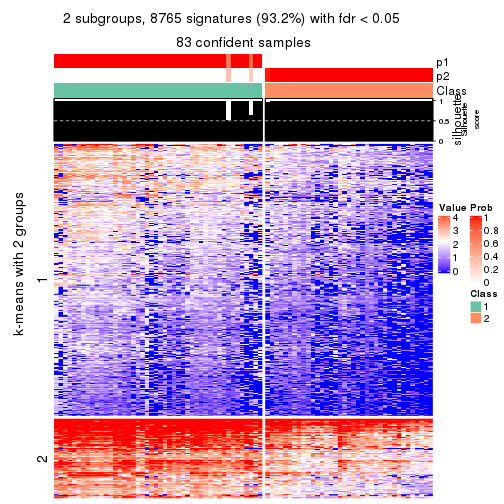 2 subgroups, 8765 signatures (93.2%) with fdr < 0.05
83 confident samples
p1
p2
Class
1
0.5
0
silhouette
Silhouette
score
k-means with 2 groups
1
2
Value
4
3
2
1
0
Prob
1
0.8
0.6
0.4
0.2
0
Class
1
2